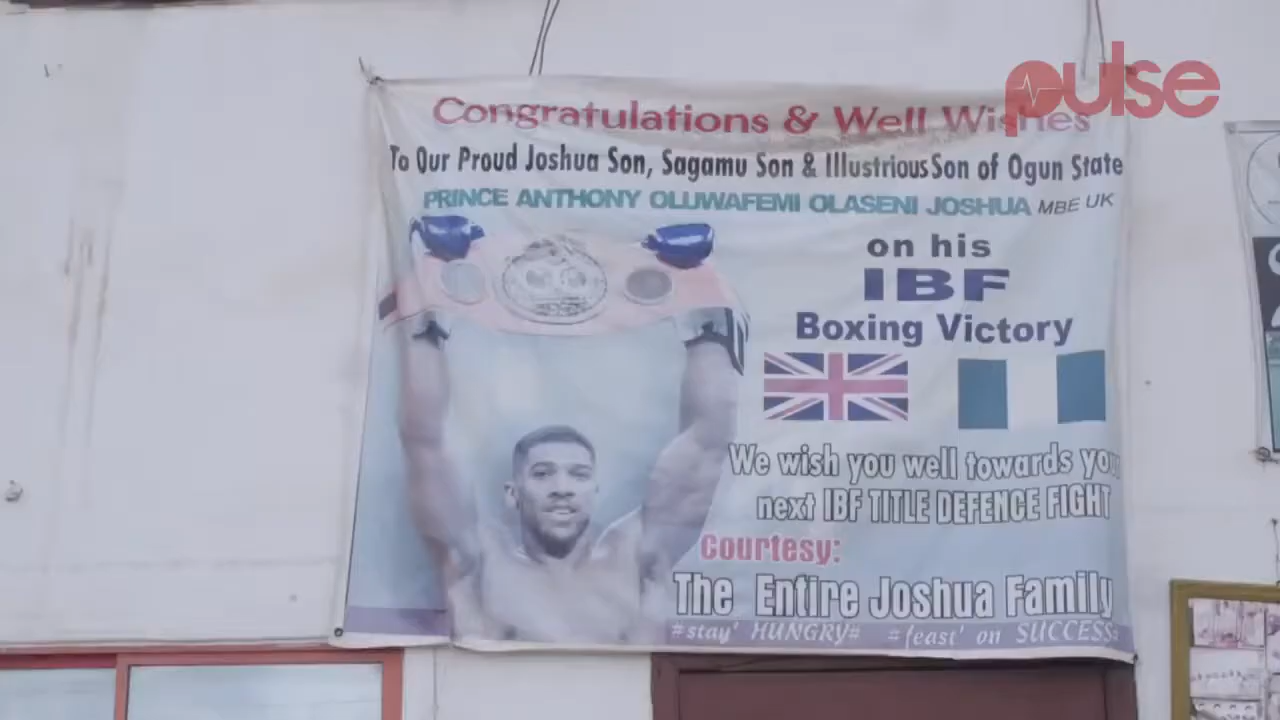 pulse
Congratulations & Well Wishes
To Our Proud Joshua Son, Sagamu Son & Illustrious Son of Ogun State
PRINCE ANTHONY OLUWAFEMI OLASENI JOSHUA MBE UK
on his
IBF
Boxing Victory
We wish you well towards you
next IBF TITLE DEFENCE FIGHT
Courtesy:
The Entire Joshua Family
#stay' HUNGRY# #feast' on SUCCESS#